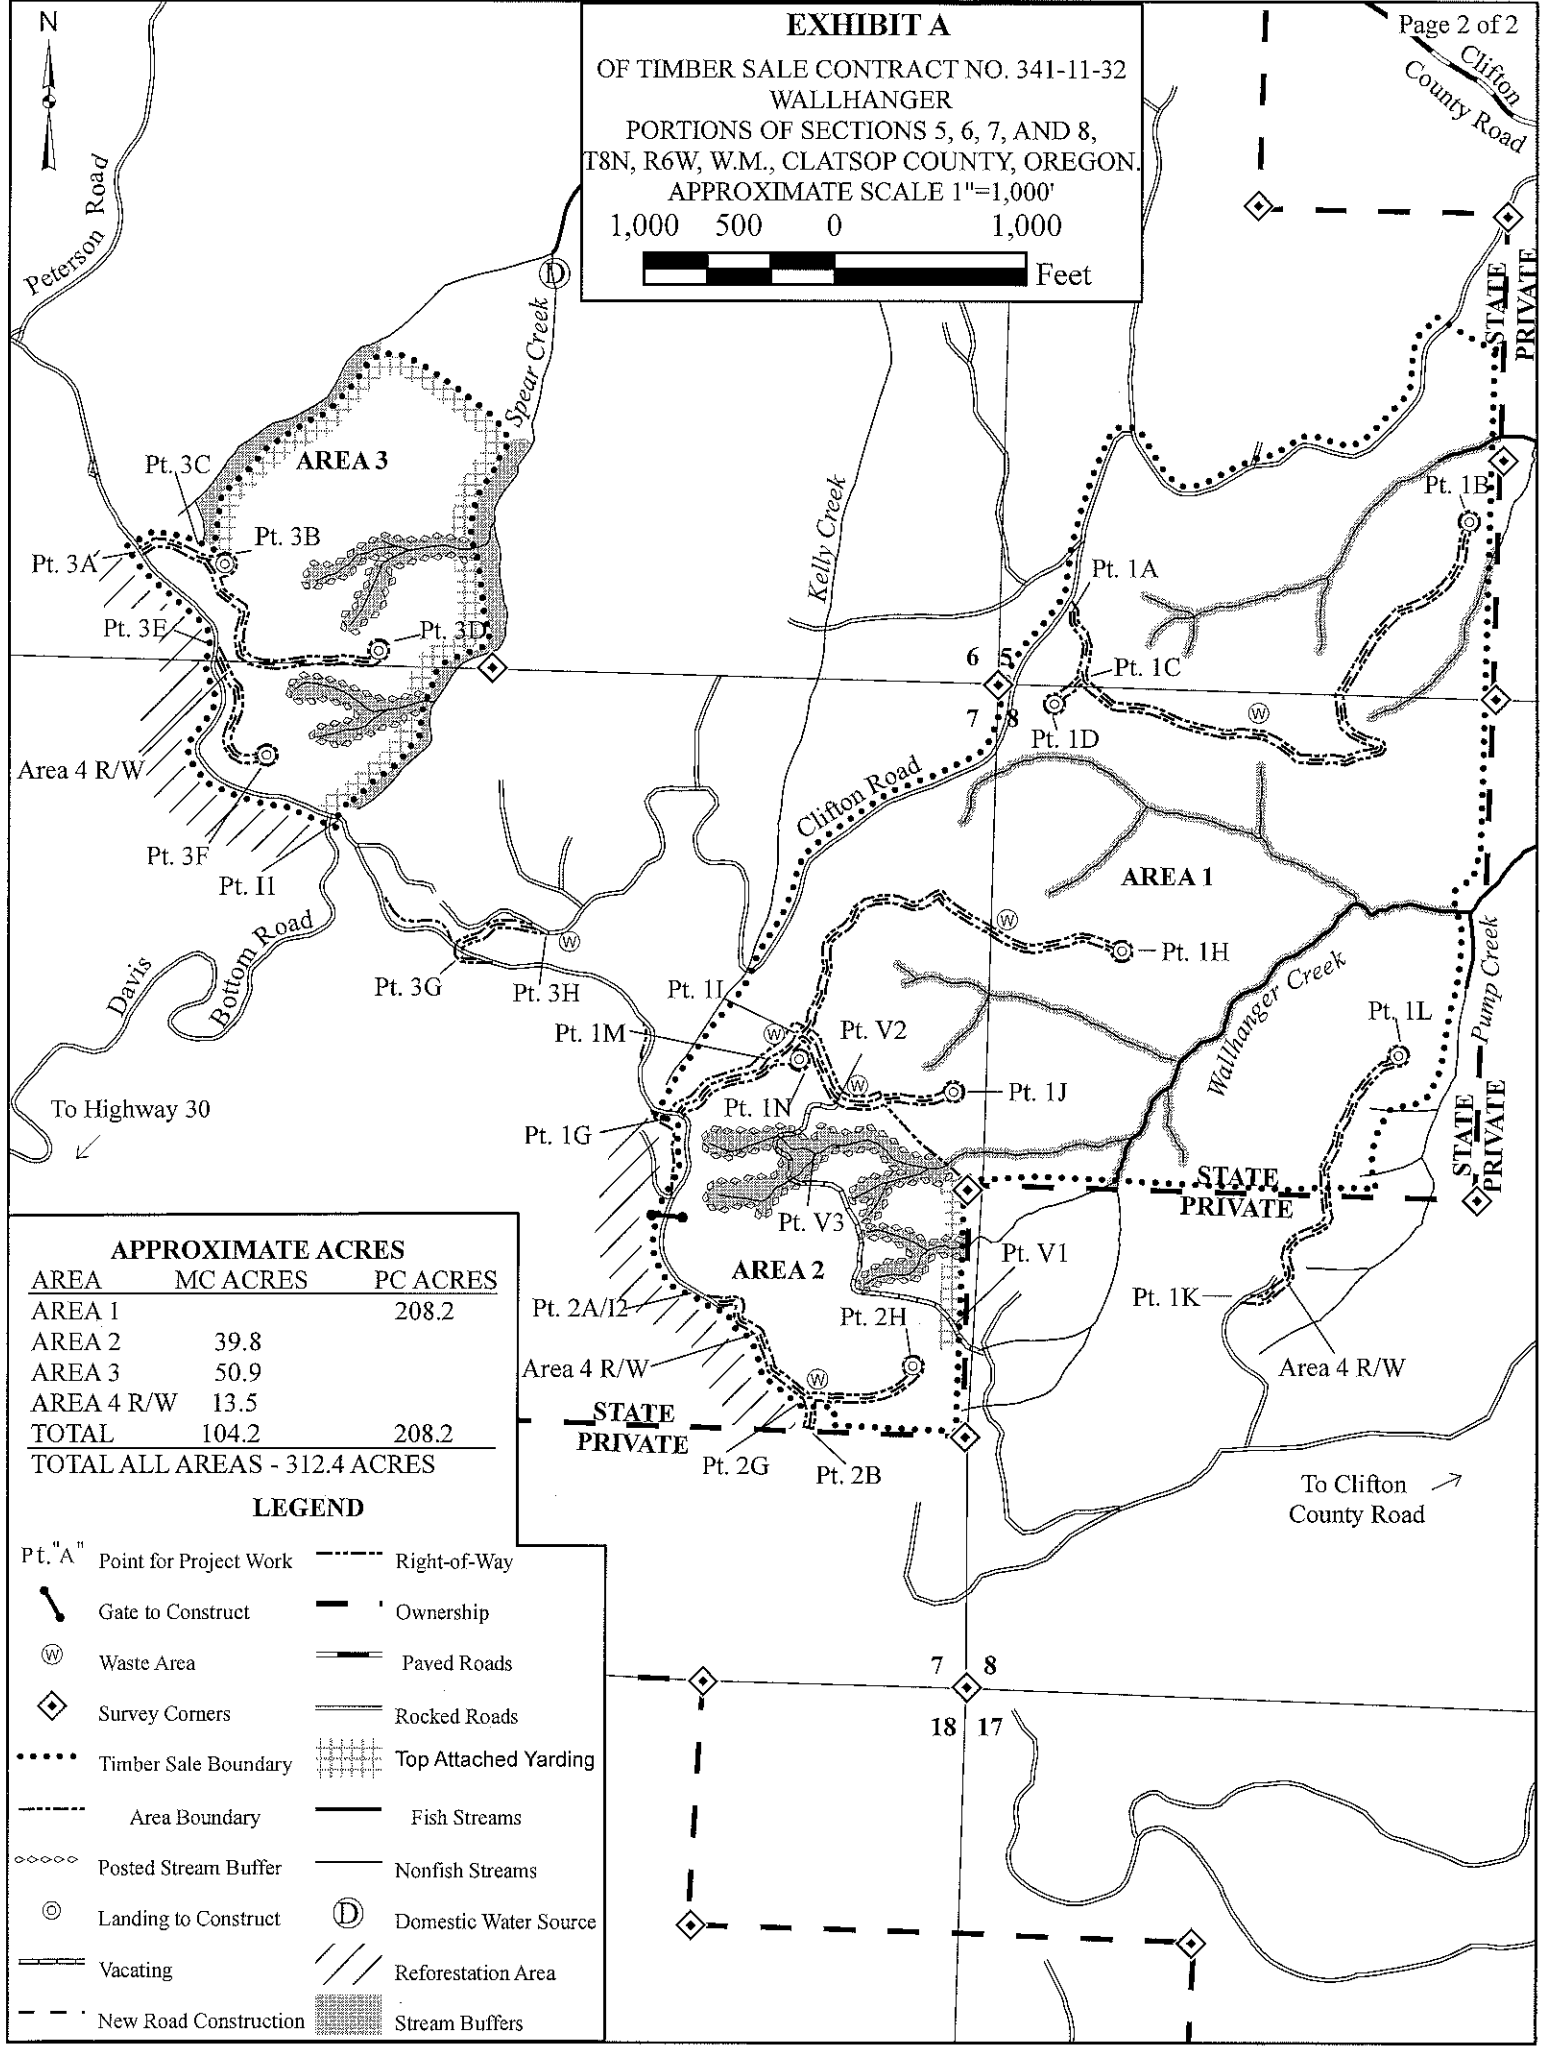 N
EXHIBIT A
OF TIMBER SALE CONTRACT NO. 341-11-32
WALLHANGER
PORTIONS OF SECTIONS 5, 6, 7, AND 8,
T8N, R6W, W.M., CLATSOP COUNTY, OREGON.
APPROXIMATE SCALE 1"=1,000'
1,000 500 0 1,000
Feet
Page 2 of 2
Clifton
County Road
Peterson Road
D
Spear Creek
STATE
PRIVATE
Pt. 3C
AREA 3
Pt. 3B
Pt. 3A
Pt. 3E
Pt. 3D
Kelly Creek
Pt. 1B
Pt. 1A
6 5
7 8
Pt. 1C
W
Pt. 1D
Area 4 R/W
Clifton Road
Pt. 3F
Pt. I1
AREA 1
Davis
Bottom Road
W
W
Pt. 3G
Pt. 3H
Pt. 1H
Pt. 1I
Wallhanger Creek
Pump Creek
Pt. 1M
W
Pt. V2
Pt. 1L
W
Pt. 1J
To Highway 30
Pt. 1N
Pt. 1G
STATE
PRIVATE
STATE
PRIVATE
Pt. V3
Pt. V1
AREA 2
Pt. 2A/I2
Pt. 2H
Pt. 1K
Area 4 R/W
W
Area 4 R/W
STATE
PRIVATE
Pt. 2G
Pt. 2B
To Clifton
County Road
7 8
18 17
APPROXIMATE ACRES
AREA MC ACRES PC ACRES
AREA 1 208.2
AREA 2 39.8
AREA 3 50.9
AREA 4 R/W 13.5
TOTAL 104.2 208.2
TOTAL ALL AREAS - 312.4 ACRES
LEGEND
Pt."A" Point for Project Work
Right-of-Way
Gate to Construct
Ownership
W Waste Area
Paved Roads
Survey Corners
Rocked Roads
Timber Sale Boundary
Top Attached Yarding
Area Boundary
Fish Streams
Posted Stream Buffer
Nonfish Streams
Landing to Construct
D Domestic Water Source
Vacating
Reforestation Area
New Road Construction
Stream Buffers